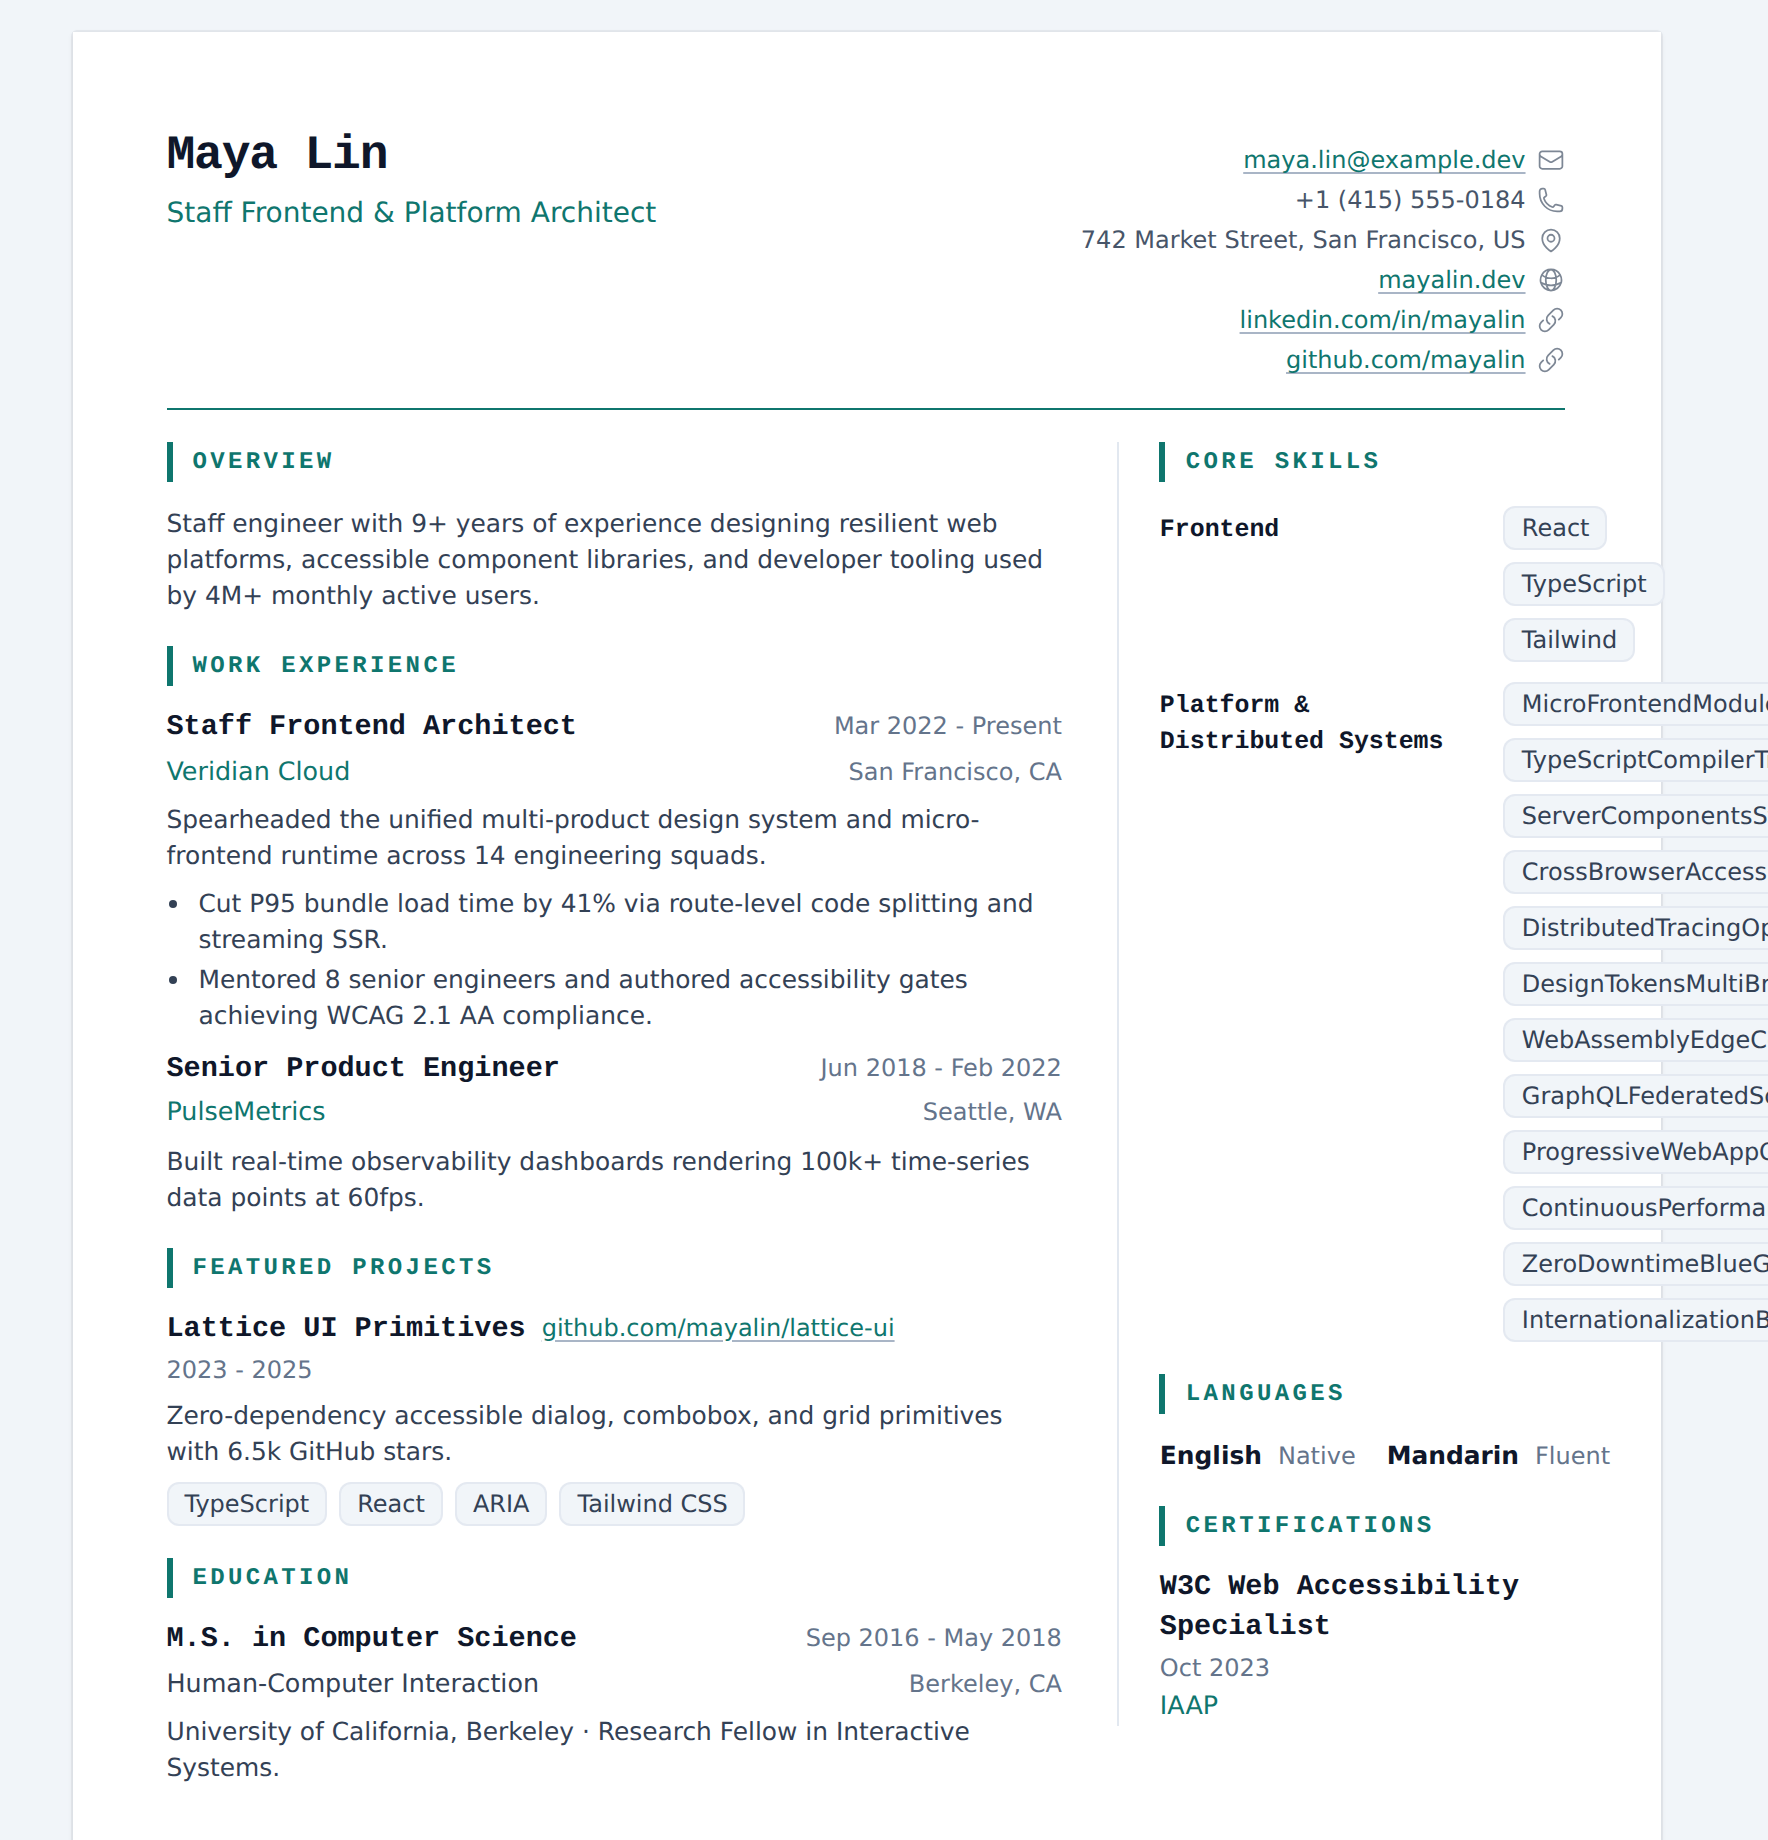 Maya Lin
Staff Frontend & Platform Architect
maya.lin@example.dev
+1 (415) 555-0184
742 Market Street, San Francisco, US
mayalin.dev
linkedin.com/in/mayalin
github.com/mayalin
OVERVIEW
Staff engineer with 9+ years of experience designing resilient web
platforms, accessible component libraries, and developer tooling used
by 4M+ monthly active users.
WORK EXPERIENCE
Staff Frontend Architect Mar 2022 - Present
Veridian Cloud San Francisco, CA
Spearheaded the unified multi-product design system and micro-
frontend runtime across 14 engineering squads.
• Cut P95 bundle load time by 41% via route-level code splitting and
streaming SSR.
• Mentored 8 senior engineers and authored accessibility gates
achieving WCAG 2.1 AA compliance.
Senior Product Engineer Jun 2018 - Feb 2022
PulseMetrics Seattle, WA
Built real-time observability dashboards rendering 100k+ time-series
data points at 60fps.
FEATURED PROJECTS
Lattice UI Primitives github.com/mayalin/lattice-ui
2023 - 2025
Zero-dependency accessible dialog, combobox, and grid primitives
with 6.5k GitHub stars.
TypeScript React ARIA Tailwind CSS
EDUCATION
M.S. in Computer Science Sep 2016 - May 2018
Human-Computer Interaction Berkeley, CA
University of California, Berkeley · Research Fellow in Interactive
Systems.
CORE SKILLS
Frontend React
TypeScript
Tailwind
Platform &
Distributed Systems
MicroFrontendModul
TypeScriptCompilerT
ServerComponentsS
CrossBrowserAccess
DistributedTracingOp
DesignTokensMultiBr
WebAssemblyEdgeC
GraphQLFederatedSc
ProgressiveWebApp
ContinuousPerforma
ZeroDowntimeBlueG
InternationalizationB
LANGUAGES
English Native Mandarin Fluent
CERTIFICATIONS
W3C Web Accessibility
Specialist
Oct 2023
IAAP